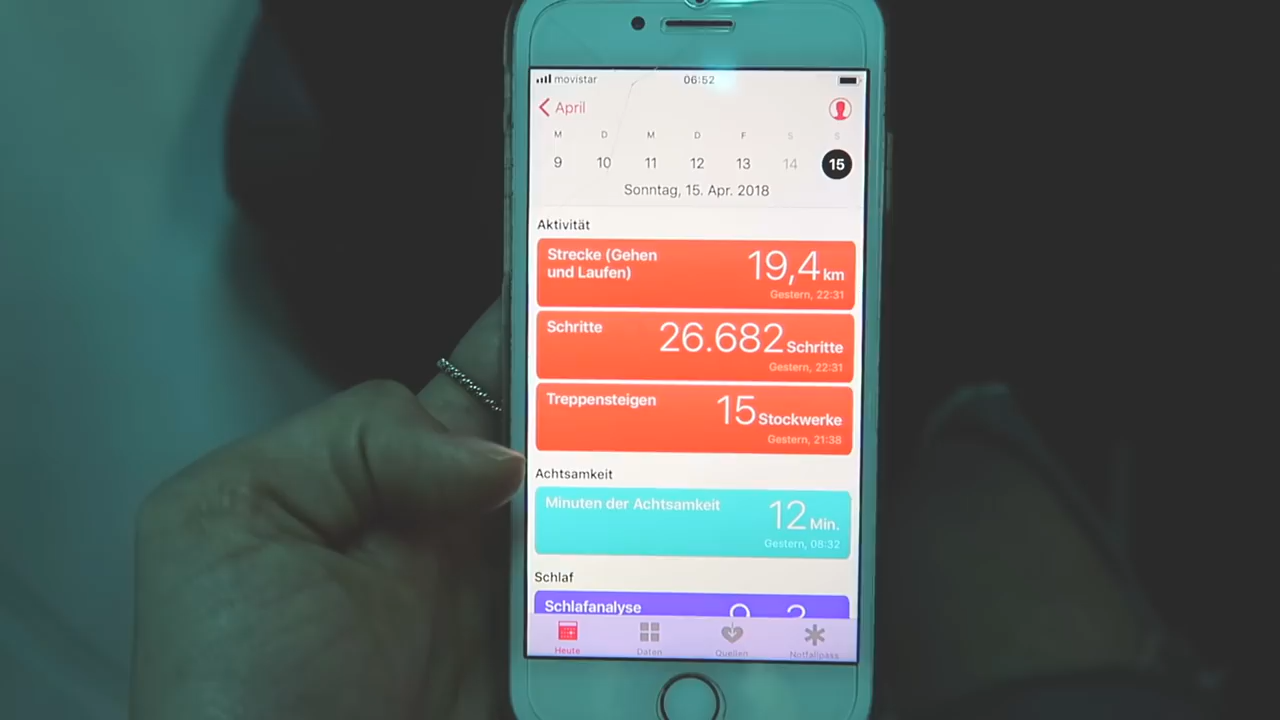 movistar 06:52
April
M D M D F S S
9 10 11 12 13 14 15
Sonntag, 15. Apr. 2018
Aktivität
Strecke (Gehen
und Laufen)
19,4 km
Gestern, 22:31
Schritte
26.682 Schritte
Gestern, 22:31
Treppensteigen
15 Stockwerke
Gestern, 21:38
Achtsamkeit
Minuten der Achtsamkeit
12 Min.
Gestern, 08:32
Schlaf
Schlafanalyse
Heute Daten Quellen Notfallpass